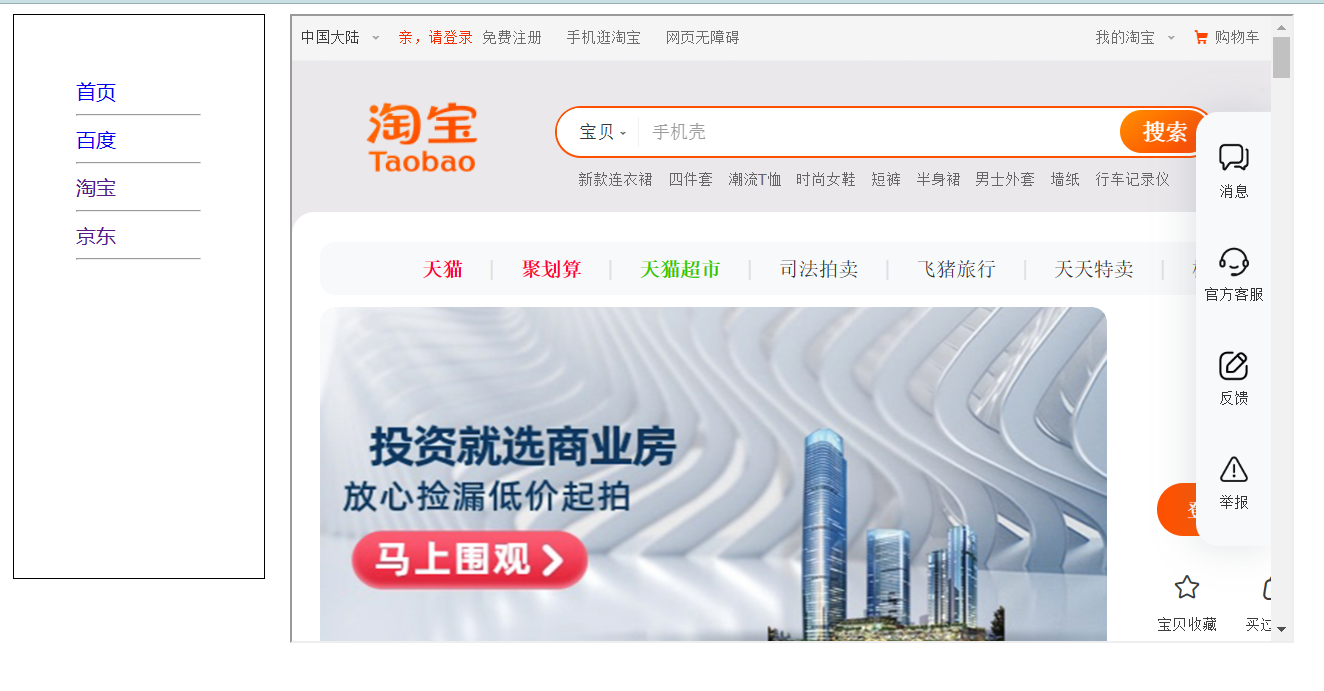 首页
百度
淘宝
京东
中国大陆 亲，请登录 免费注册 手机逛淘宝 网页无障碍 我的淘宝 购物车
淘宝
Taobao
宝贝 手机壳 搜索
新款连衣裙 四件套 潮流T恤 时尚女鞋 短裤 半身裙 男士外套 墙纸 行车记录仪
消息
官方客服
反馈
举报
天猫 聚划算 天猫超市 司法拍卖 飞猪旅行 天天特卖
投资就选商业房
放心捡漏低价起拍
马上围观
宝贝收藏 买过